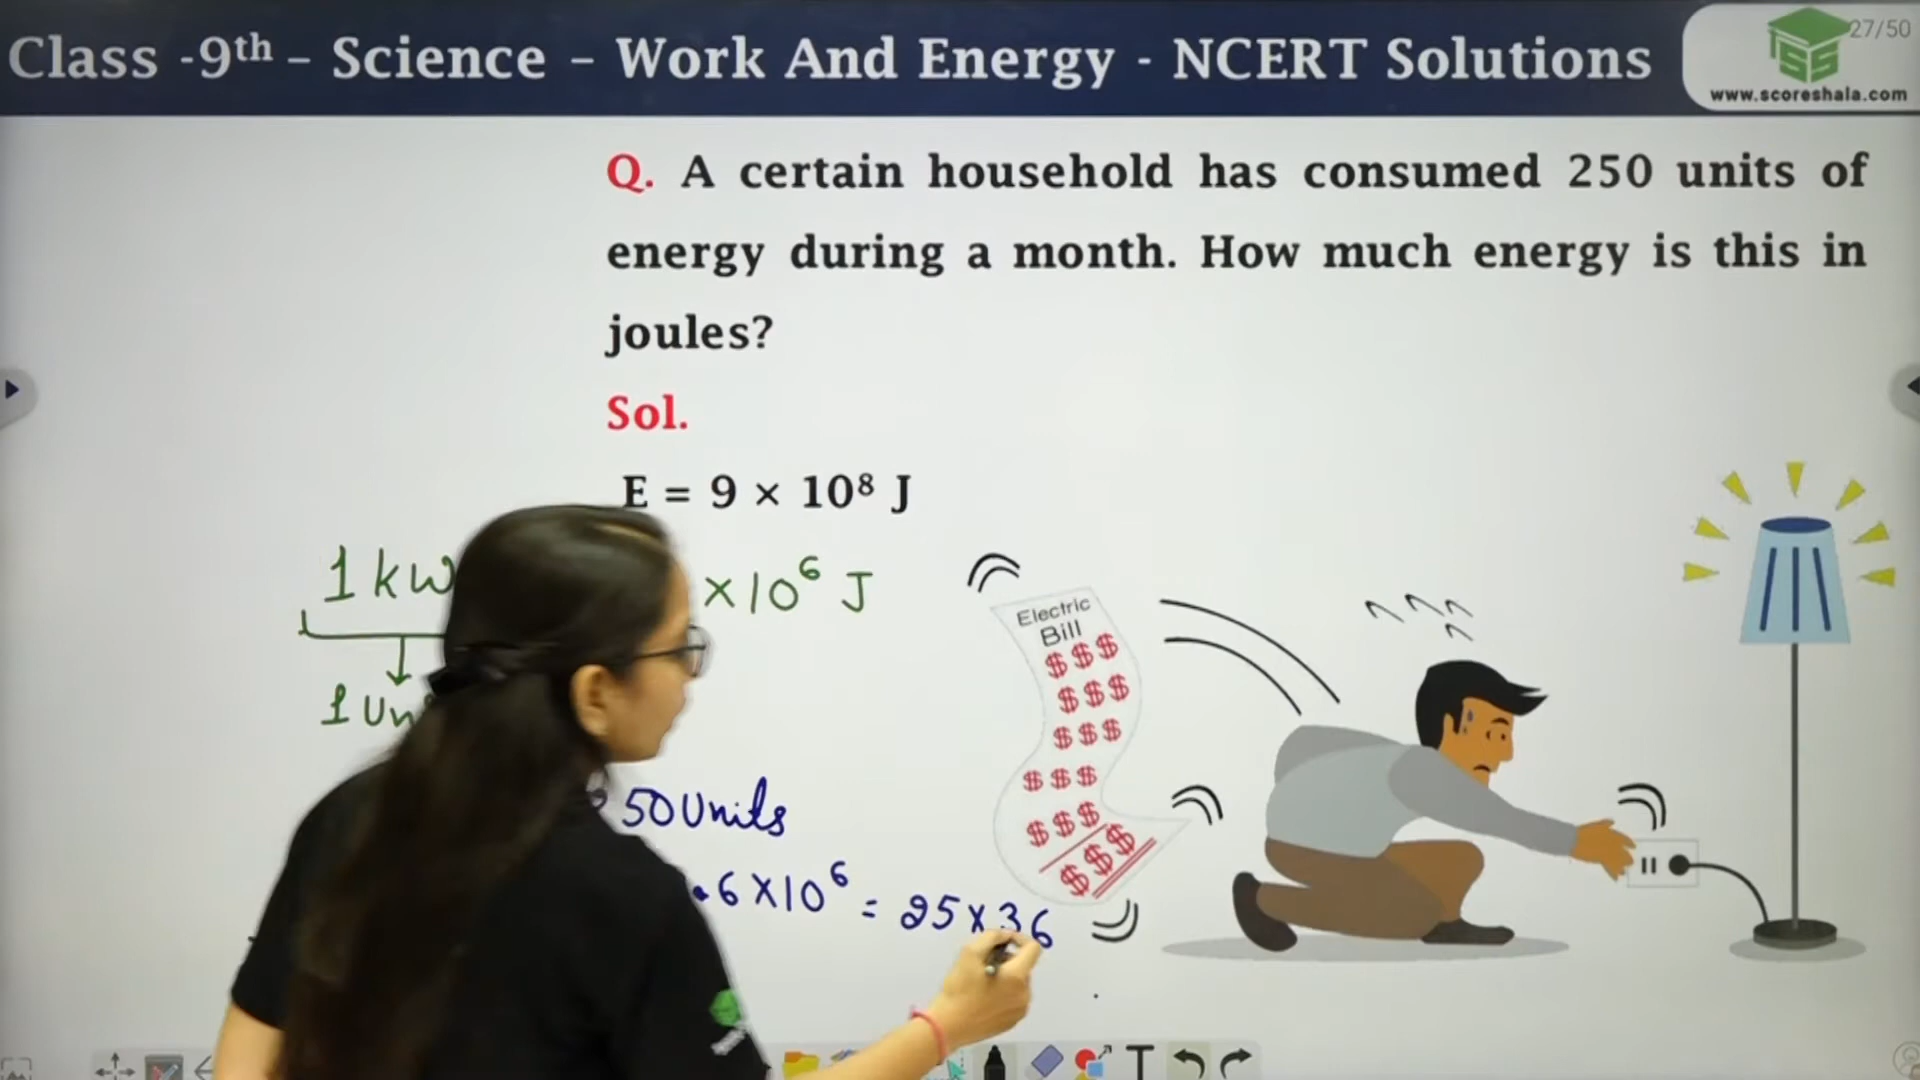 Class -9th – Science – Work And Energy - NCERT Solutions
27/50
www.scoreshala.com
Q. A certain household has consumed 250 units of
energy during a month. How much energy is this in
joules?
Sol.
E = 9 × 10⁸ J
1 kW ×10⁶ J
1 Un
50 Units
.6 × 10⁶ = 25 × 36
Electric
Bill
$$$
$$$
$$$
$$$
$$$
$$$
T